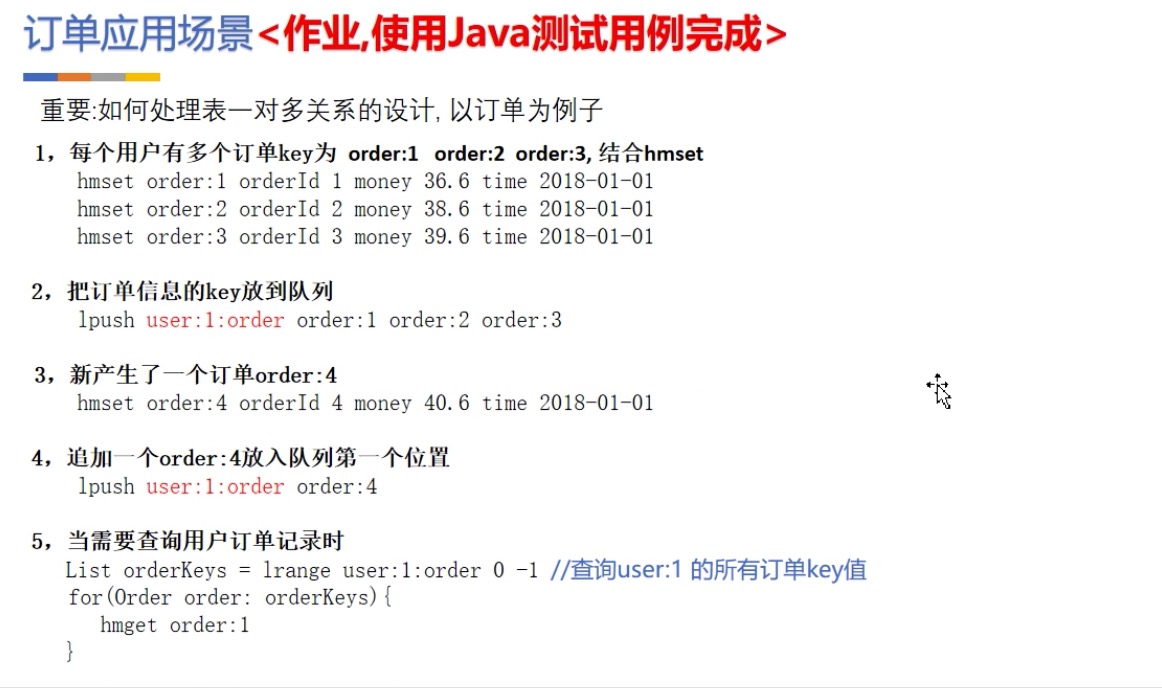 订单应用场景<作业,使用Java测试用例完成>
重要:如何处理表一对多关系的设计, 以订单为例子
1，每个用户有多个订单key为 order:1 order:2 order:3, 结合hmset
hmset order:1 orderId 1 money 36.6 time 2018-01-01
hmset order:2 orderId 2 money 38.6 time 2018-01-01
hmset order:3 orderId 3 money 39.6 time 2018-01-01
2，把订单信息的key放到队列
lpush user:1:order order:1 order:2 order:3
3，新产生了一个订单order:4
hmset order:4 orderId 4 money 40.6 time 2018-01-01
4，追加一个order:4放入队列第一个位置
lpush user:1:order order:4
5，当需要查询用户订单记录时
List orderKeys = lrange user:1:order 0 -1 //查询user:1 的所有订单key值
for(Order order: orderKeys){
hmget order:1
}